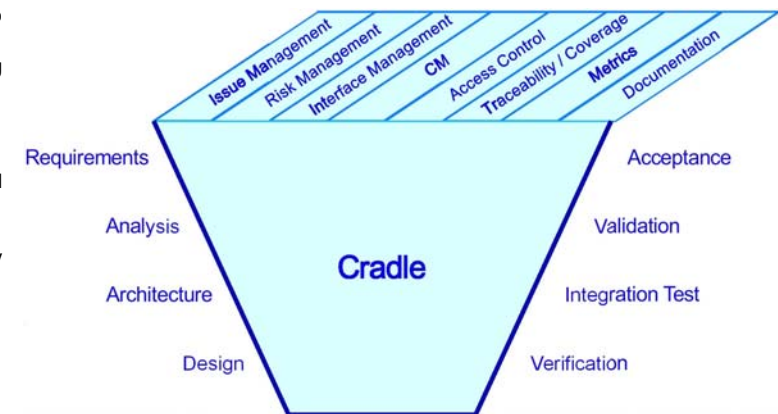 Issue Management
Risk Management
Interface Management
CM
Access Control
Traceability / Coverage
Metrics
Documentation
Requirements
Acceptance
Analysis
Validation
Cradle
Architecture
Integration Test
Design
Verification